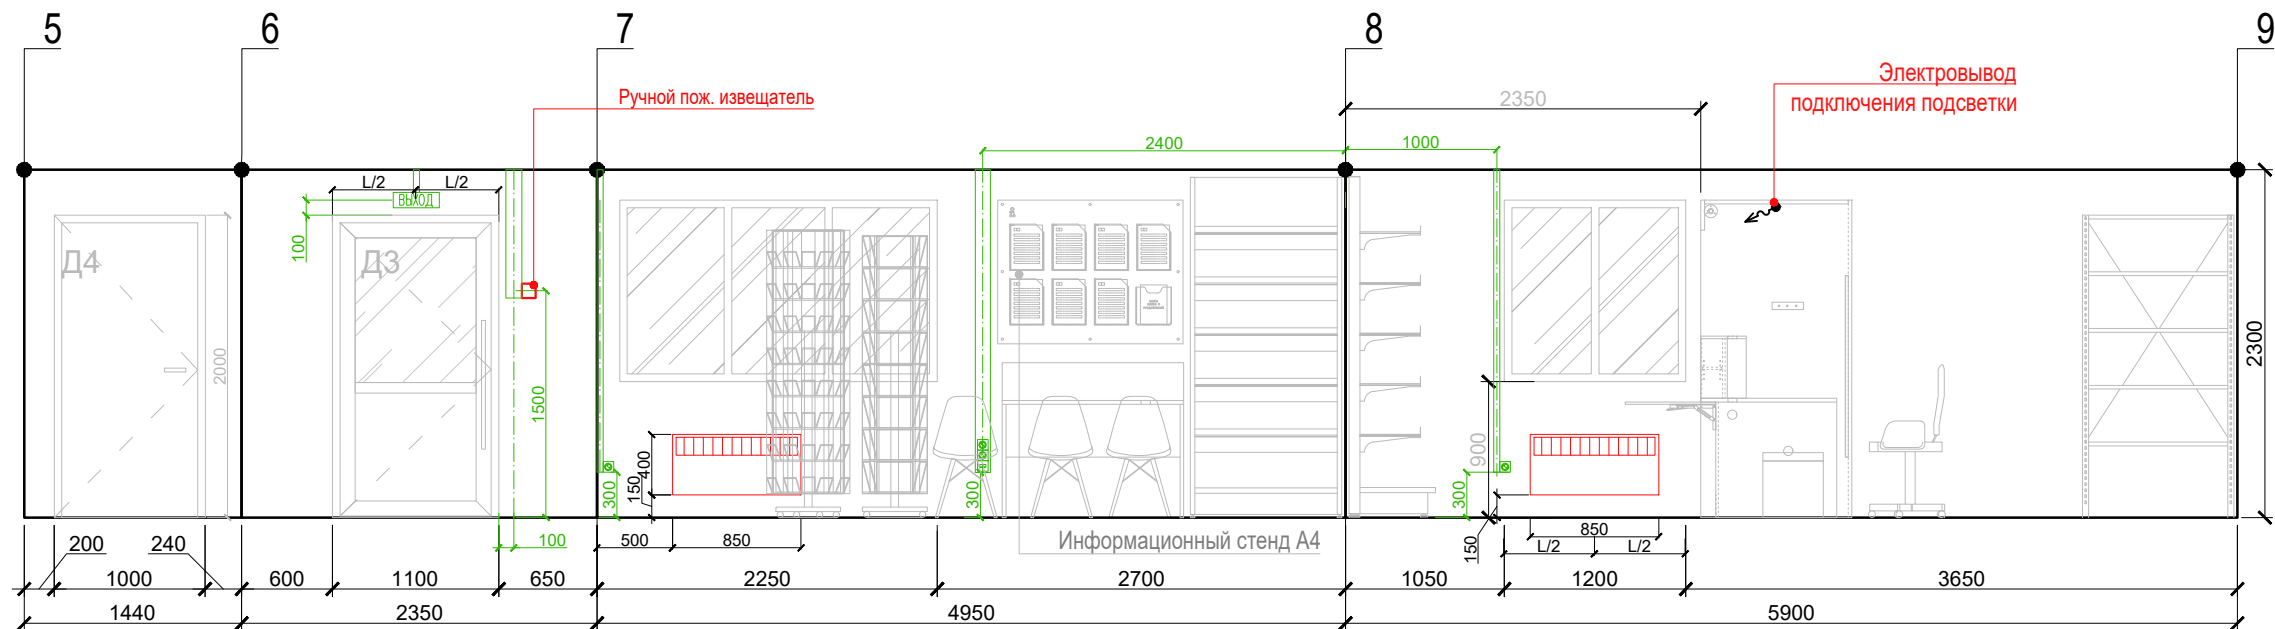 5 6 7 8 9
Электровывод
подключения подсветки
Ручной пож. извещатель
2350
2400
1000
L/2 L/2
ВЫХОД
100
Д4
Д3
2000
1500
2300
400
150
300
300
900
300
150
850
L/2 L/2
100
500 850
Информационный стенд А4
200 240
1000 600 1100 650 2250 2700 1050 1200 3650
1440 2350 4950 5900